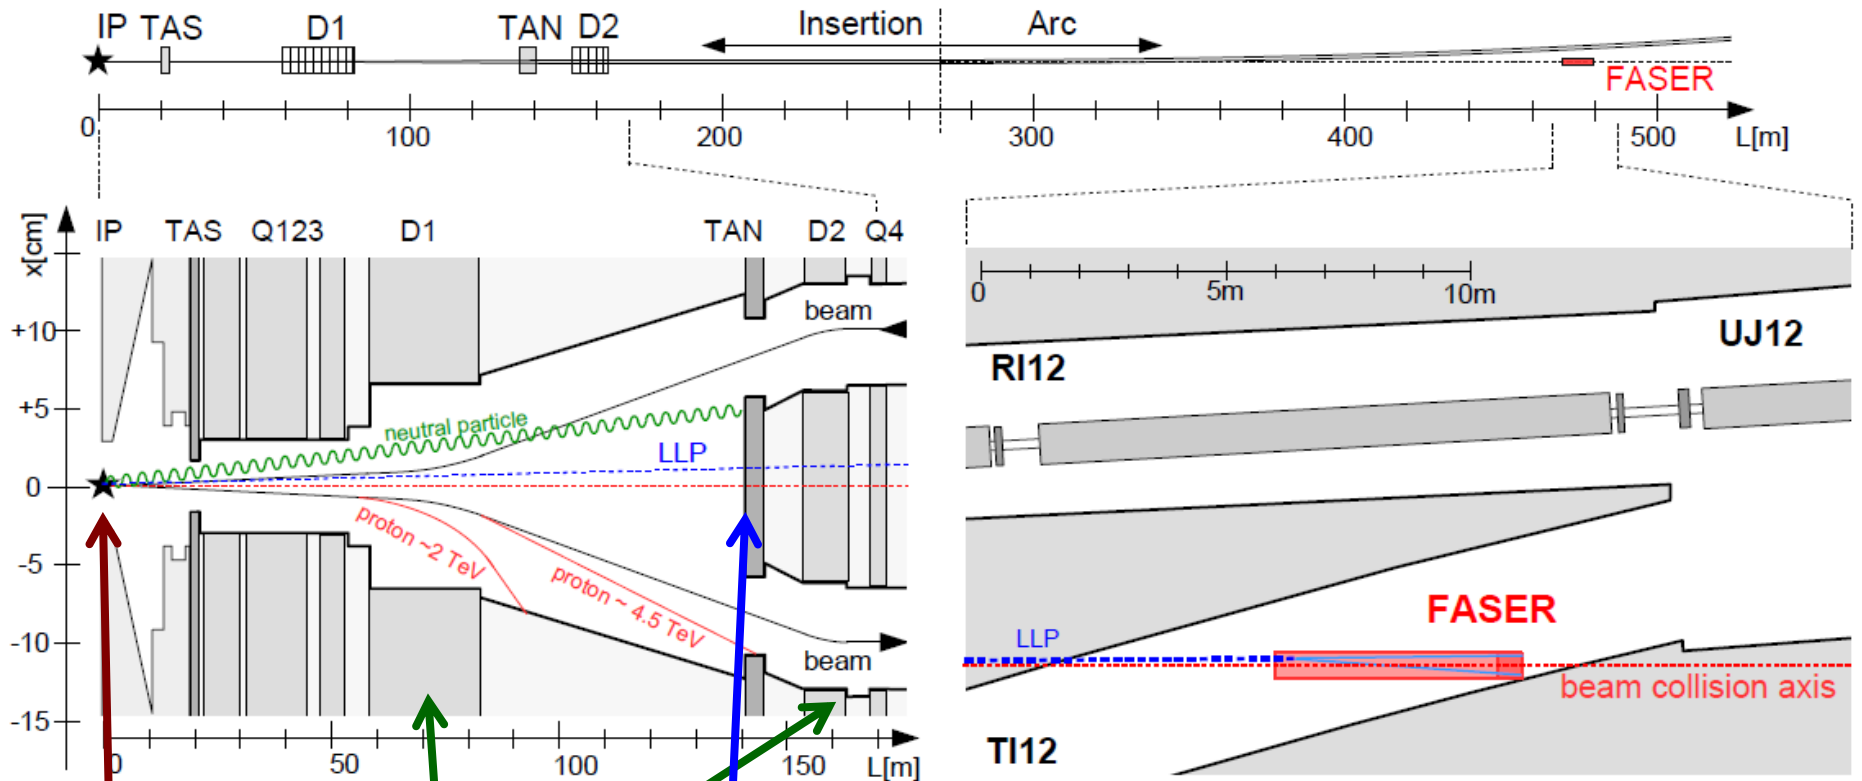 IP TAS D1 TAN D2 Insertion Arc
FASER
0 100 200 300 400 500 L[m]
x[cm]
IP TAS Q123 D1 TAN D2 Q4
+10
+5
0
-5
-10
-15
beam
neutral particle
LLP
proton ~2 TeV
proton ~ 4.5 TeV
beam
0 50 100 150 L[m]
0 5m 10m
RI12
UJ12
FASER
LLP
beam collision axis
TI12